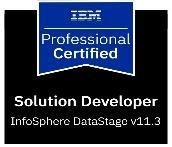 IBM
Professional
Certified
Solution Developer
InfoSphere DataStage v11.3